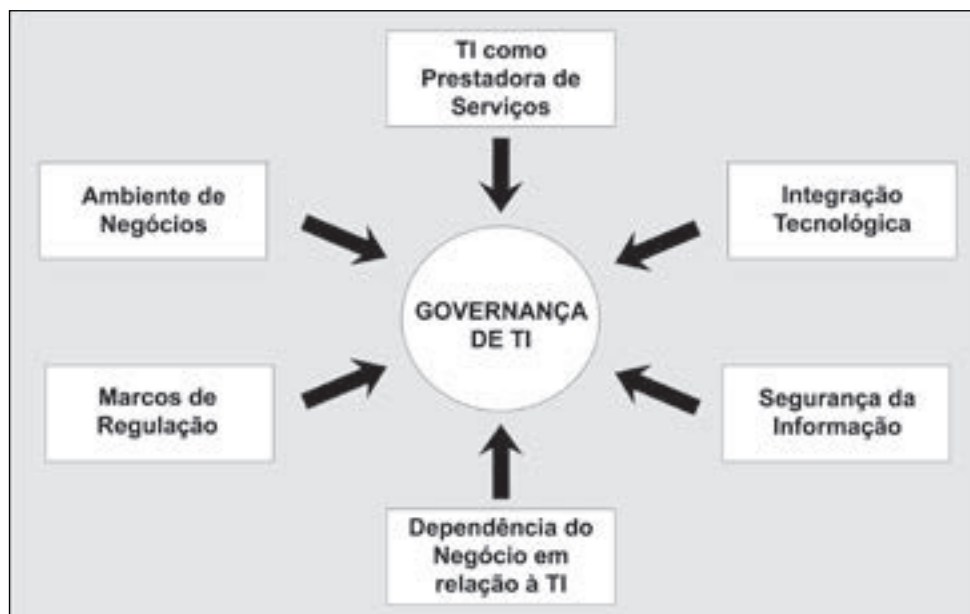 TI como
Prestadora de
Serviços
Ambiente de
Negócios
Integração
Tecnológica
GOVERNANÇA
DE TI
Marcos de
Regulação
Segurança da
Informação
Dependência do
Negócio em
relação à TI